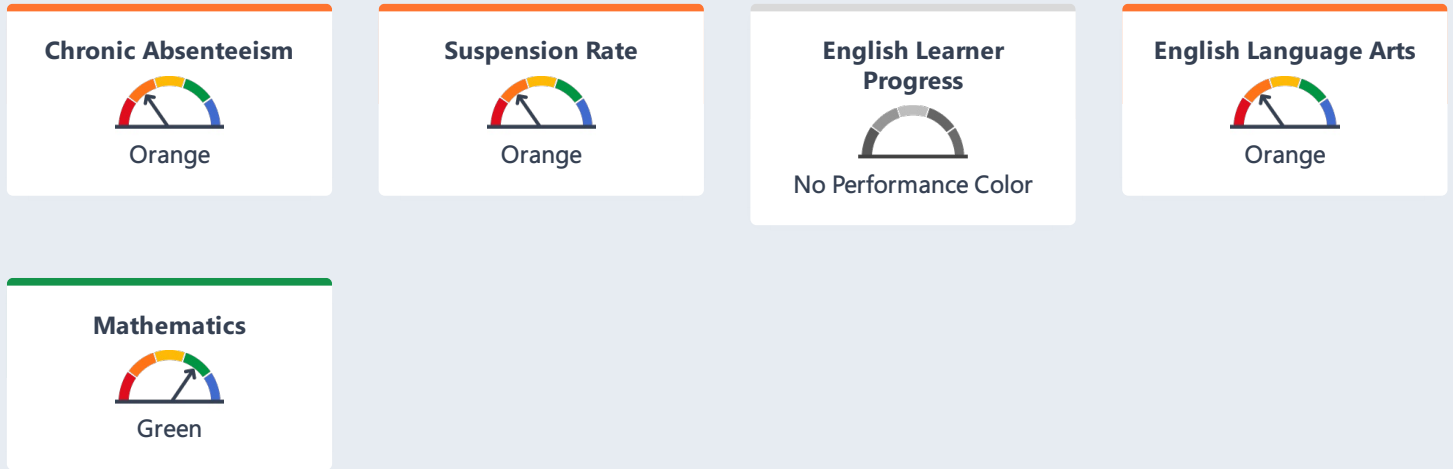 Chronic Absenteeism
Orange
Suspension Rate
Orange
English Learner
Progress
No Performance Color
English Language Arts
Orange
Mathematics
Green